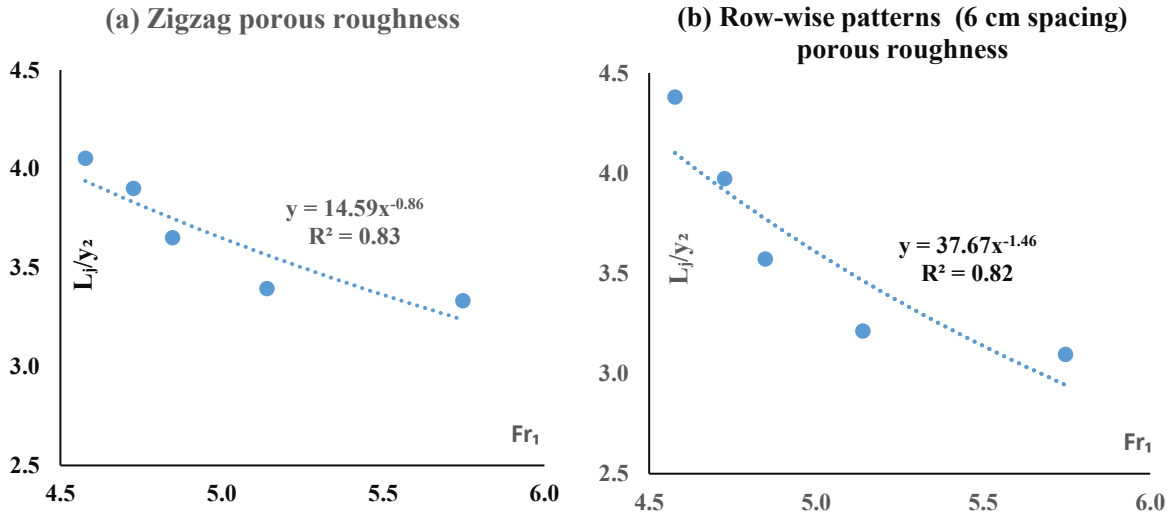 (a) Zigzag porous roughness
4.5
4.0
3.5
3.0
2.5
Lⱼ/y₂
y = 14.59x⁻⁰·⁸⁶
R² = 0.83
Fr₁
4.5 5.0 5.5 6.0
(b) Row-wise patterns (6 cm spacing)
porous roughness
4.5
4.0
3.5
3.0
2.5
Lⱼ/y₂
y = 37.67x⁻¹·⁴⁶
R² = 0.82
Fr₁
4.5 5.0 5.5 6.0